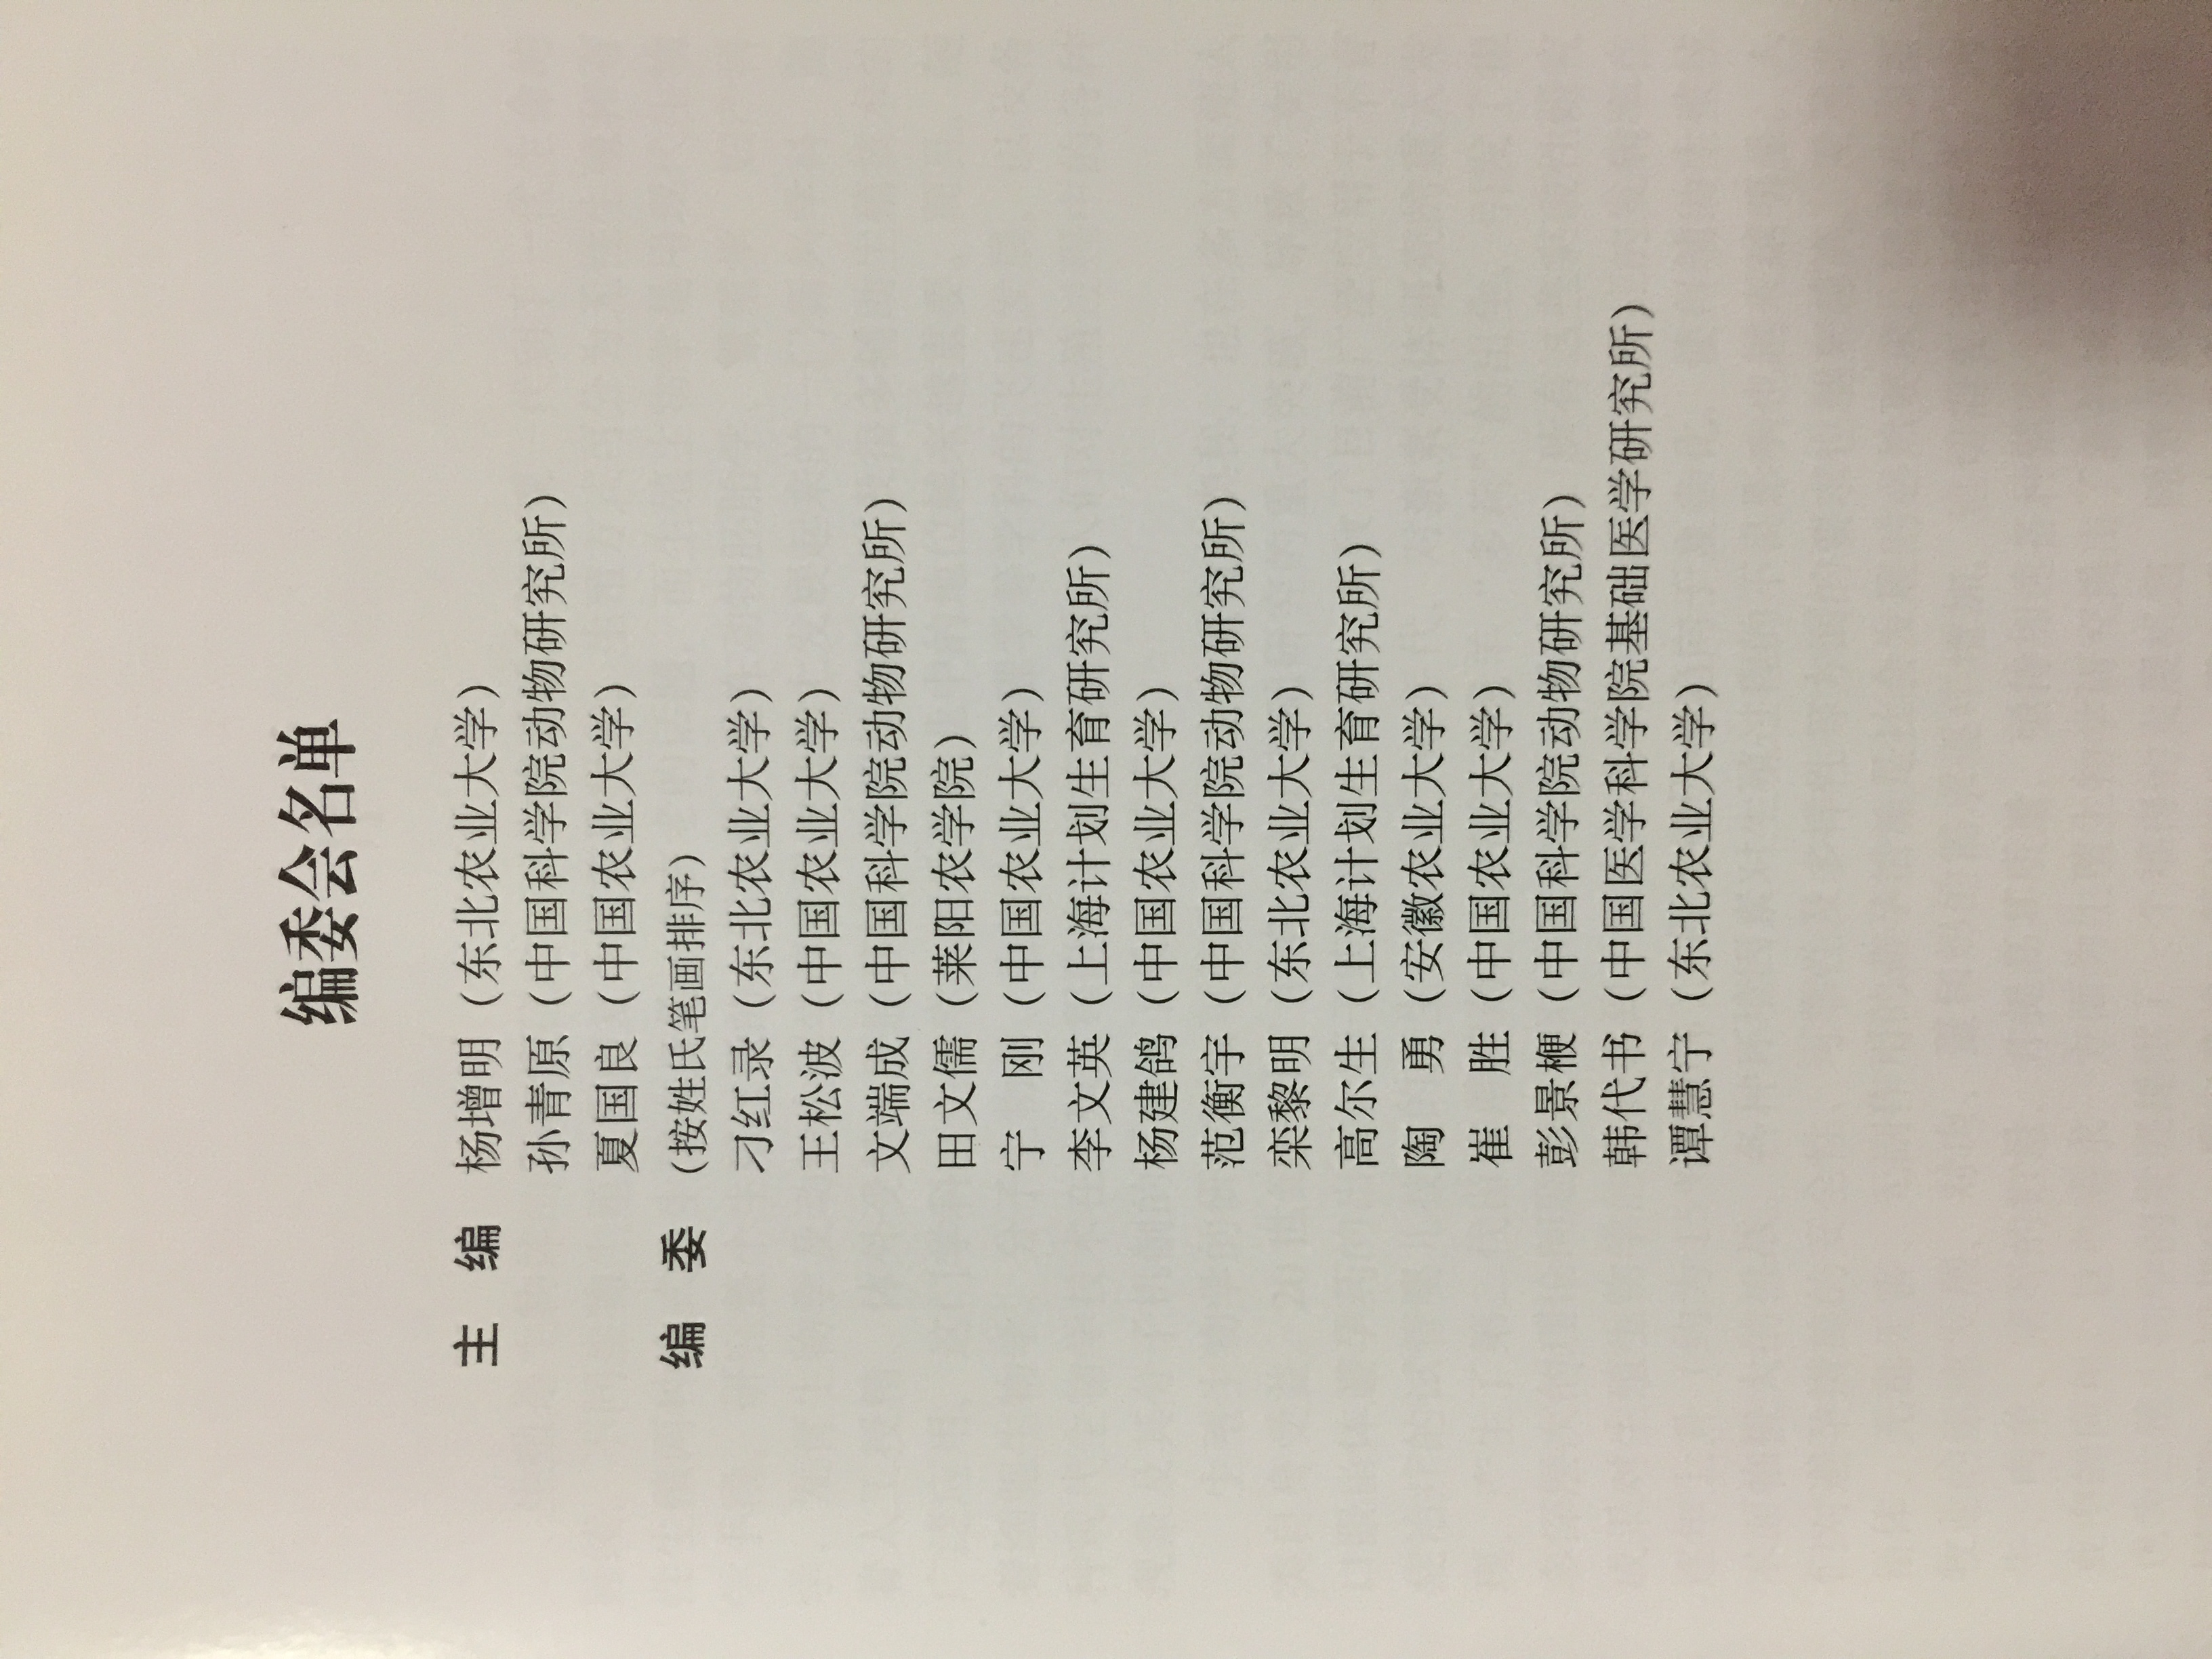 编委会名单
主　编　杨增明（东北农业大学）
孙青原（中国科学院动物研究所）
夏国良（中国农业大学）
编　委　（按姓氏笔画排序）
刁红录（东北农业大学）
王松波（中国农业大学）
文端成（中国科学院动物研究所）
田文儒（莱阳农学院）
宁　刚（中国农业大学）
李文英（上海计划生育研究所）
杨建鸽（中国农业大学）
范衡宇（中国科学院动物研究所）
栾黎明（东北农业大学）
高尔生（上海计划生育研究所）
陶　勇（安徽农业大学）
崔　胜（中国农业大学）
彭景楩（中国科学院动物研究所）
韩代书（中国医学科学院基础医学研究所）
谭慧宁（东北农业大学）